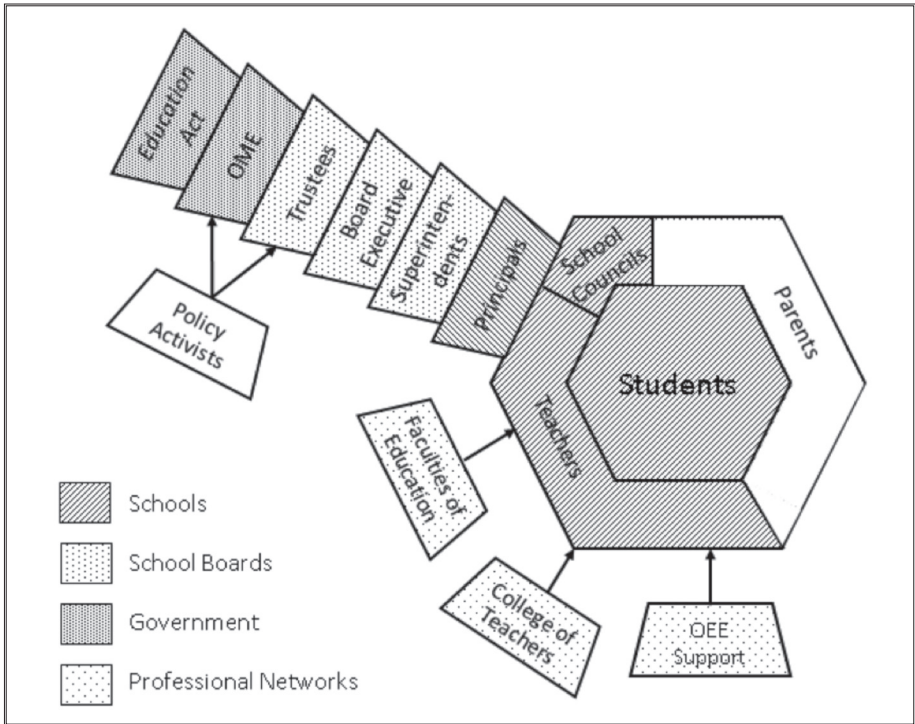 Education
Act
OME
Trustees
Board
Executive
Superinten-
dents
Principals
School
Councils
Parents
Students
Teachers
Policy
Activists
Faculties of
Education
College of
Teachers
OEE
Support
Schools
School Boards
Government
Professional Networks